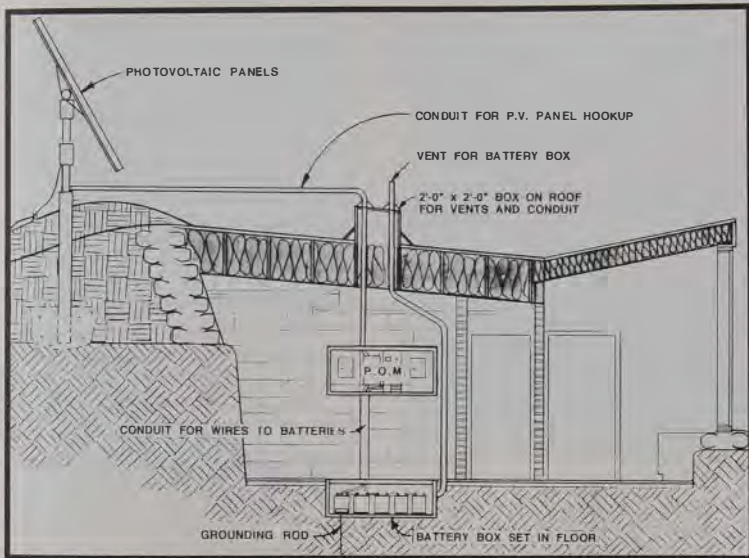 PHOTOVOLTAIC PANELS
CONDUIT FOR P.V. PANEL HOOKUP
VENT FOR BATTERY BOX
2'-0" x 2'-0" BOX ON ROOF
FOR VENTS AND CONDUIT
P.O.M.
CONDUIT FOR WIRES TO BATTERIES
GROUNDING ROD
BATTERY BOX SET IN FLOOR